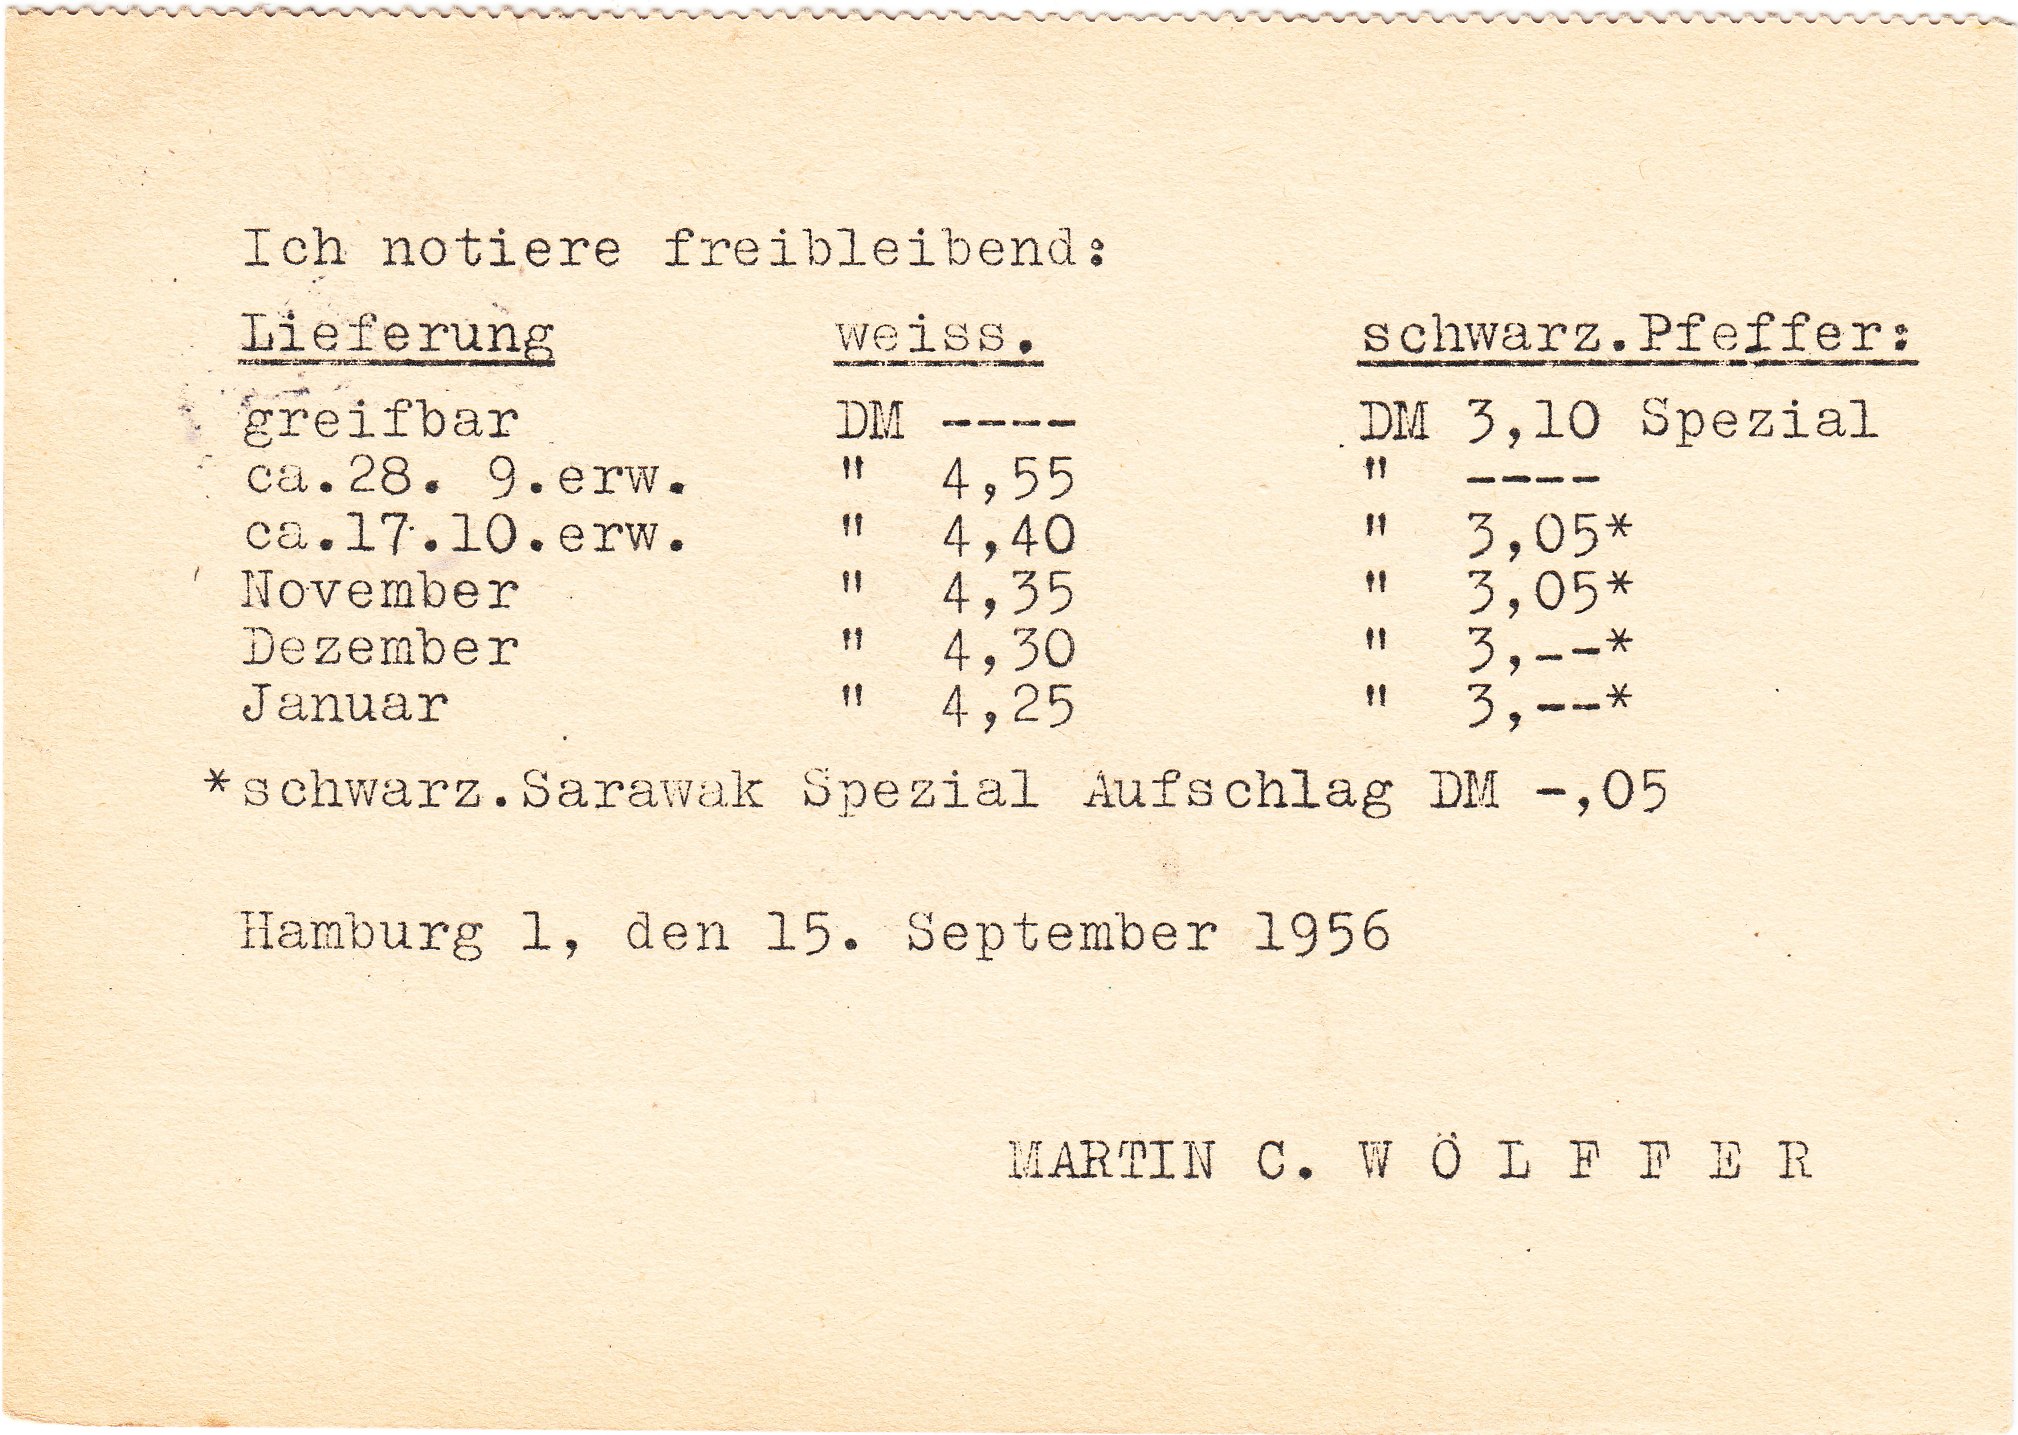 Ich notiere freibleibend:
Lieferung weiss. schwarz.Pfeffer:
greifbar DM ---- DM 3,10 Spezial
ca.28. 9.erw. " 4,55 " ----
ca.17.10.erw. " 4,40 " 3,05*
November " 4,35 " 3,05*
Dezember " 4,30 " 3,--*
Januar " 4,25 " 3,--*
*schwarz.Sarawak Spezial Aufschlag DM -,05
Hamburg 1, den 15. September 1956
MARTIN C. W Ö L F F E R